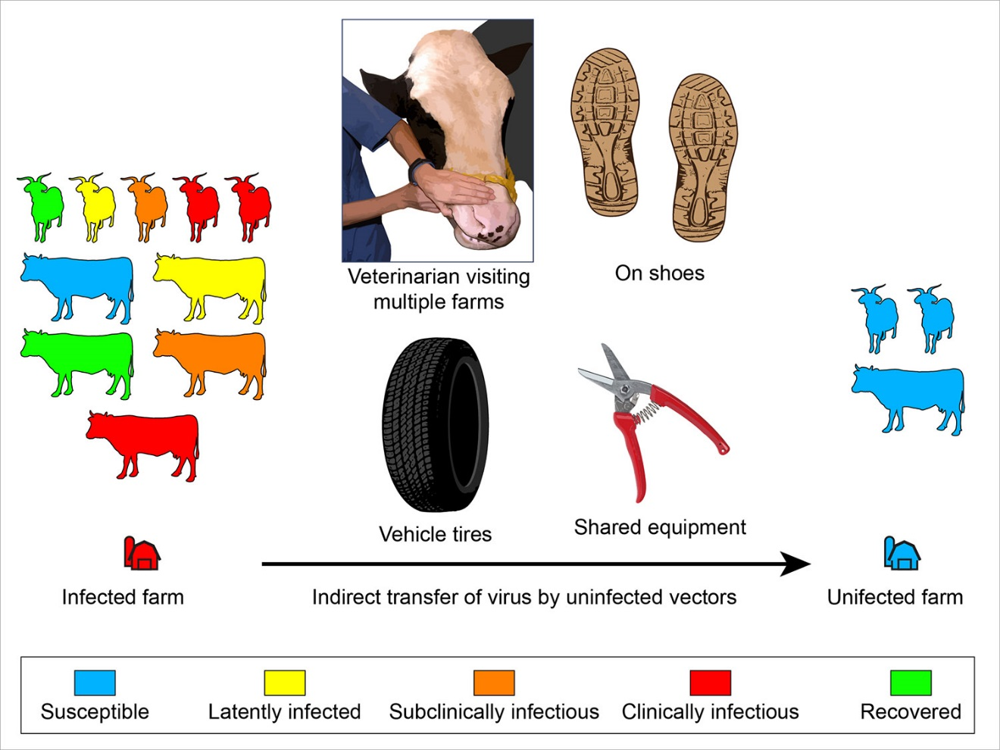 Veterinarian visiting
multiple farms
On shoes
Vehicle tires
Shared equipment
Infected farm
Indirect transfer of virus by uninfected vectors
Unifected farm
Susceptible
Latently infected
Subclinically infectious
Clinically infectious
Recovered